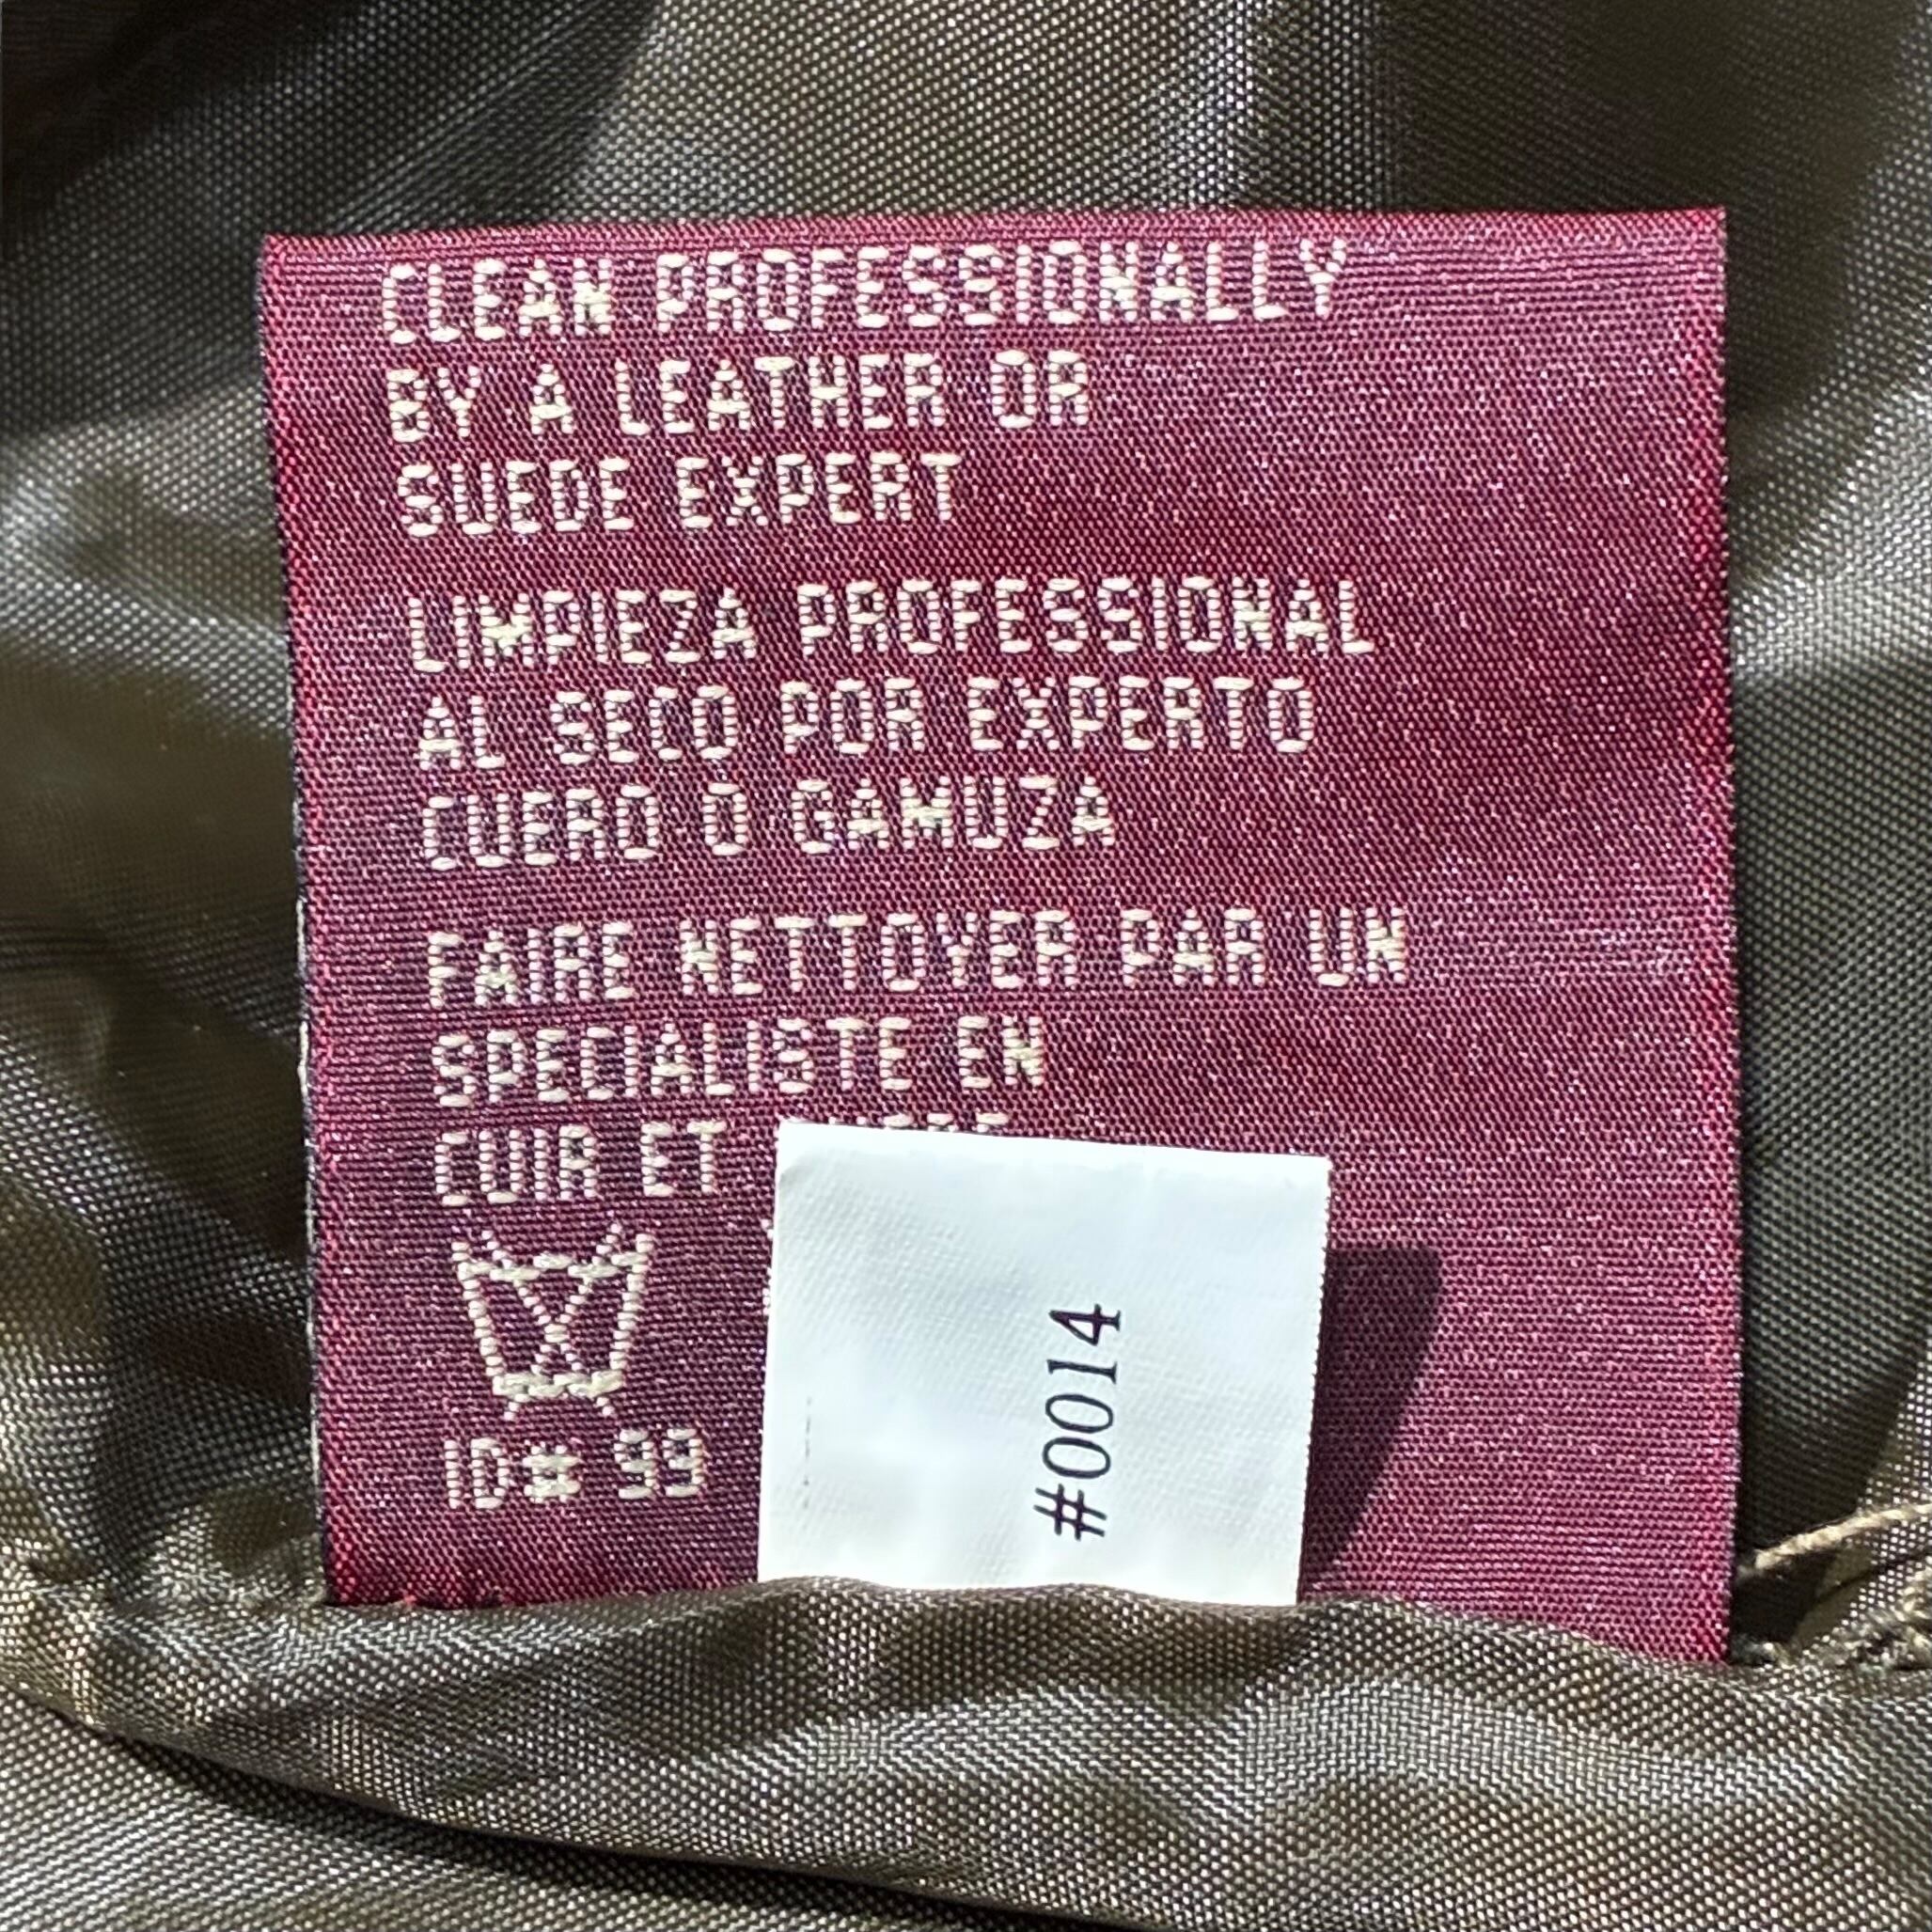 CLEAN PROFESSIONALLY
BY A LEATHER OR
SUEDE EXPERT
LIMPIEZA PROFESSIONAL
AL SECO POR EXPERTO
CUERO O GAMUZA
FAIRE NETTOYER PAR UN
SPECIALISTE EN
CUIR ET
ID# 99
#0014